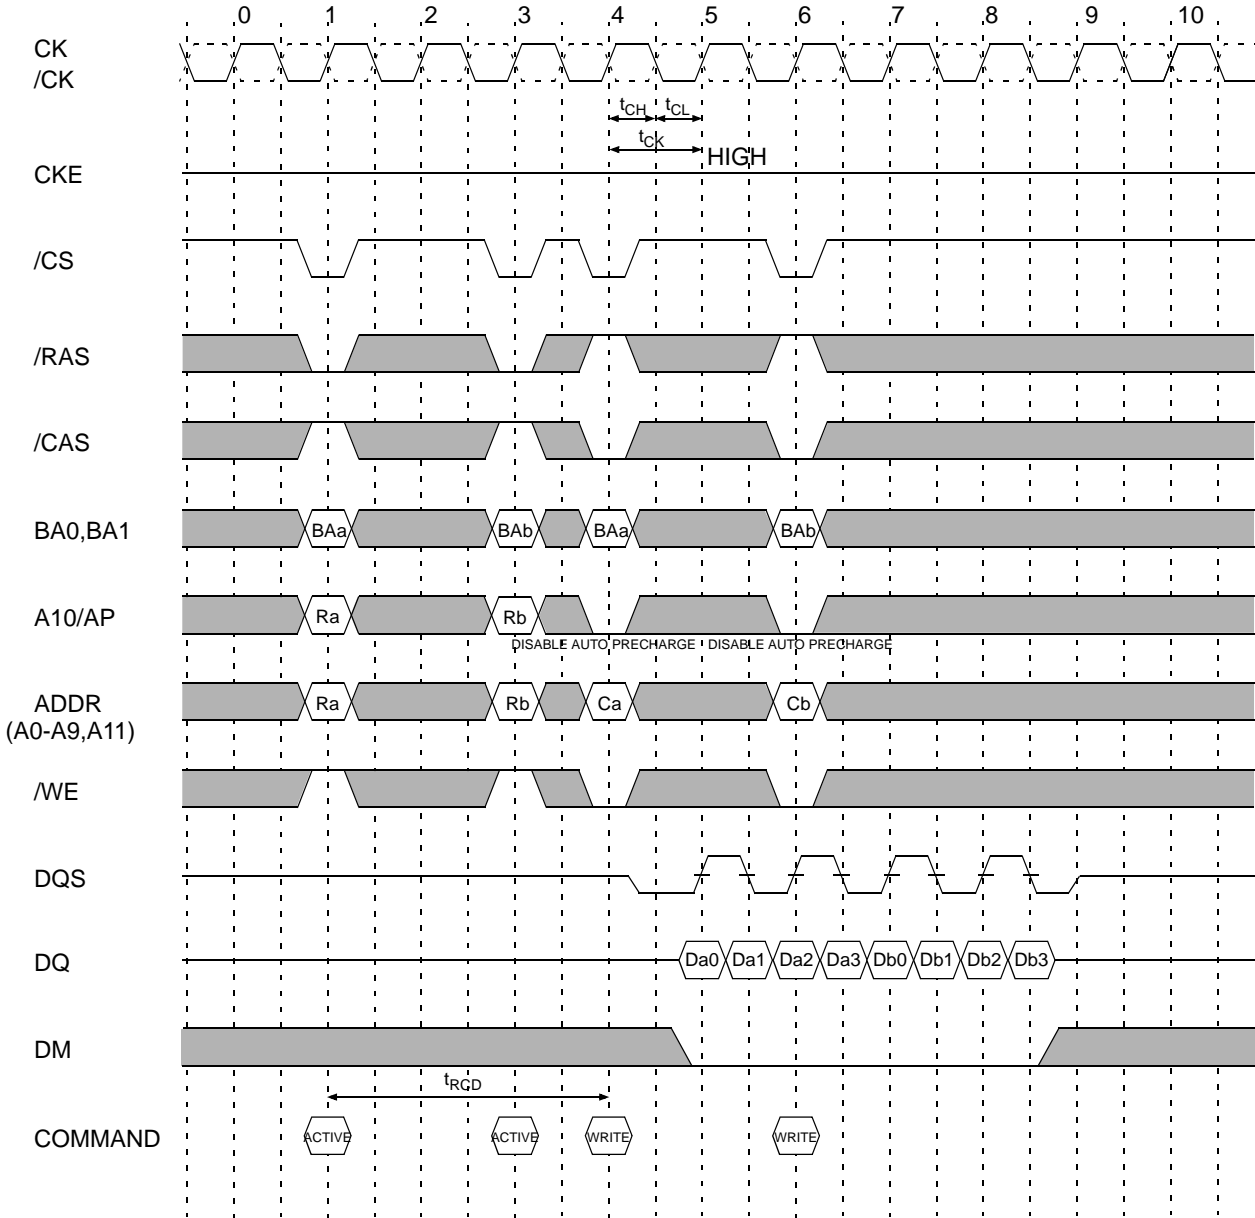 0 1 2 3 4 5 6 7 8 9 10
CK
/CK
tCH tCL
tCK
HIGH
CKE
/CS
/RAS
/CAS
BA0,BA1 BAa BAb BAa BAb
A10/AP Ra Rb
DISABLE AUTO PRECHARGE DISABLE AUTO PRECHARGE
ADDR Ra Rb Ca Cb
(A0-A9,A11)
/WE
DQS
DQ Da0 Da1 Da2 Da3 Db0 Db1 Db2 Db3
DM
tRCD
COMMAND ACTIVE ACTIVE WRITE WRITE